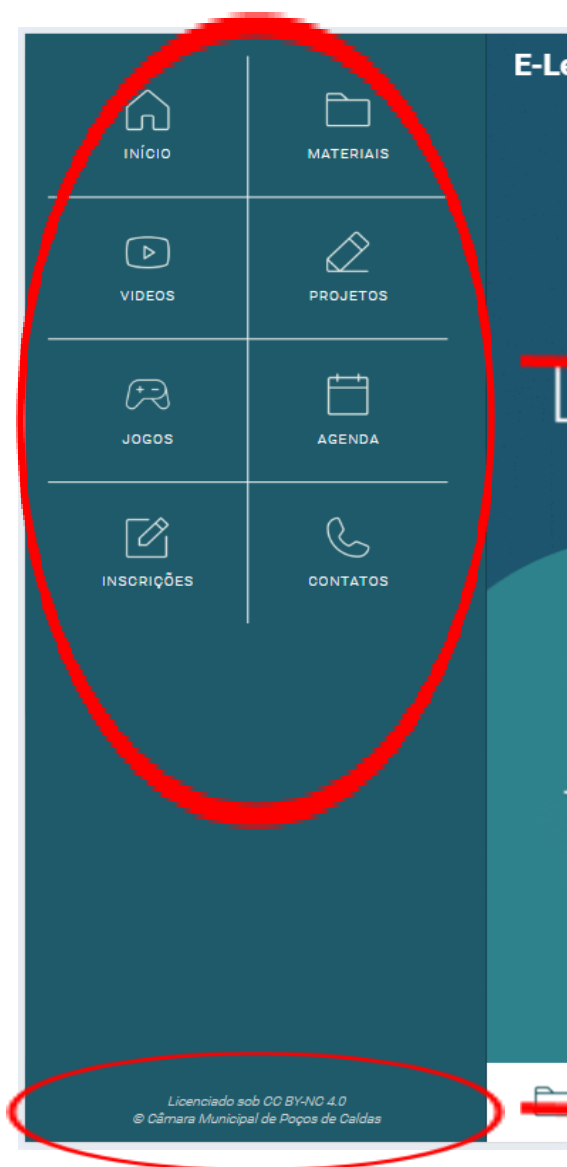 E-Le
INÍCIO
MATERIAIS
VIDEOS
PROJETOS
JOGOS
AGENDA
INSCRIÇÕES
CONTATOS
Licenciado sob CC BY-NC 4.0
© Câmara Municipal de Poços de Caldas